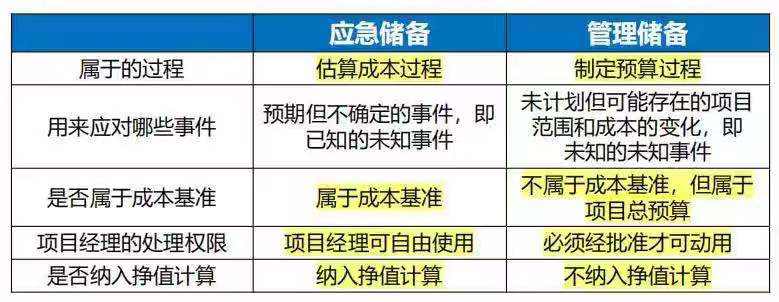 应急储备 管理储备
属于的过程 估算成本过程 制定预算过程
用来应对哪些事件
预期但不确定的事件，即
已知的未知事件
未计划但可能存在的项目
范围和成本的变化，即
未知的未知事件
是否属于成本基准 属于成本基准
不属于成本基准，但属于
项目总预算
项目经理的处理权限 项目经理可自由使用 必须经批准才可动用
是否纳入挣值计算 纳入挣值计算 不纳入挣值计算